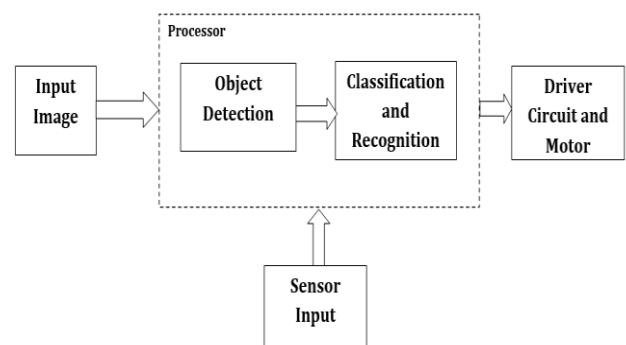 Processor
Input
Image
Object
Detection
Classification
and
Recognition
Driver
Circuit and
Motor
Sensor
Input